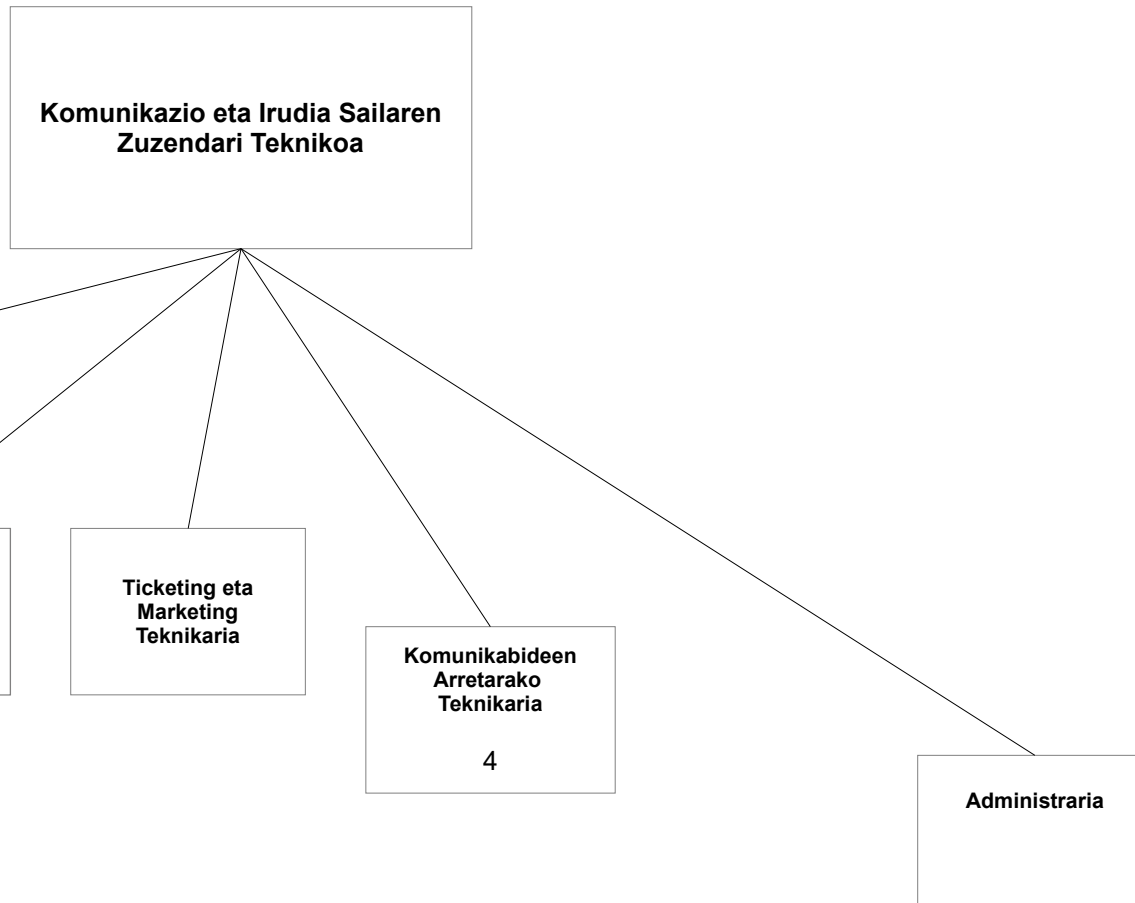 Komunikazio eta Irudia Sailaren
Zuzendari Teknikoa
Ticketing eta
Marketing
Teknikaria
Komunikabideen
Arretarako
Teknikaria
4
Administraria